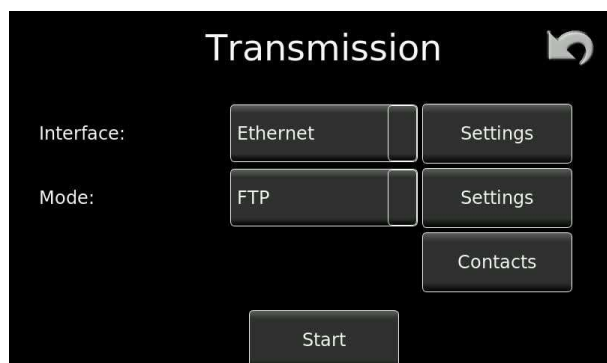 Transmission
Interface: Ethernet Settings
Mode: FTP Settings
Contacts
Start